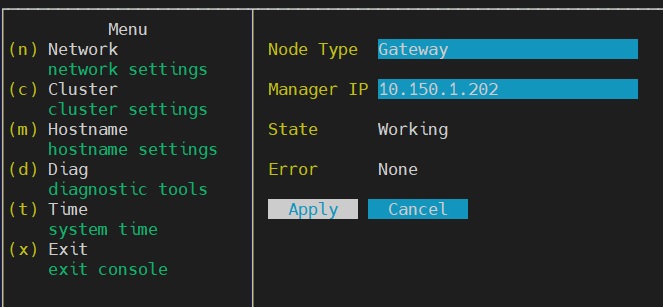 Menu
(n) Network
network settings
(c) Cluster
cluster settings
(m) Hostname
hostname settings
(d) Diag
diagnostic tools
(t) Time
system time
(x) Exit
exit console
Node Type Gateway
Manager IP 10.150.1.202
State Working
Error None
Apply Cancel